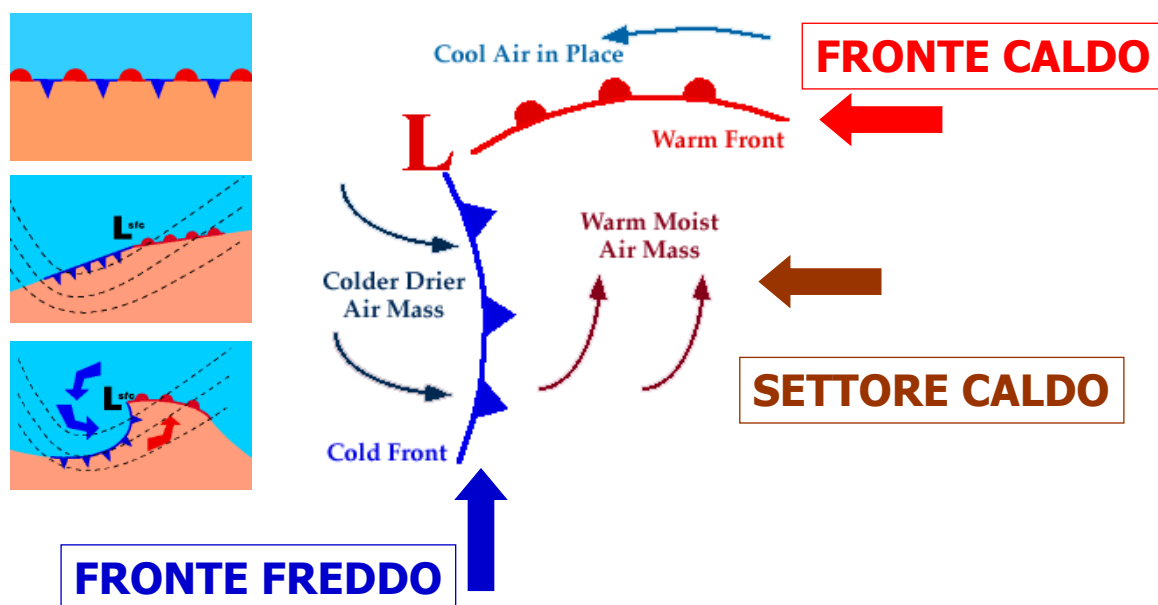 Cool Air in Place
FRONTE CALDO
L
Warm Front
L sfc
Warm Moist
Air Mass
Colder Drier
Air Mass
L sfc
SETTORE CALDO
Cold Front
FRONTE FREDDO